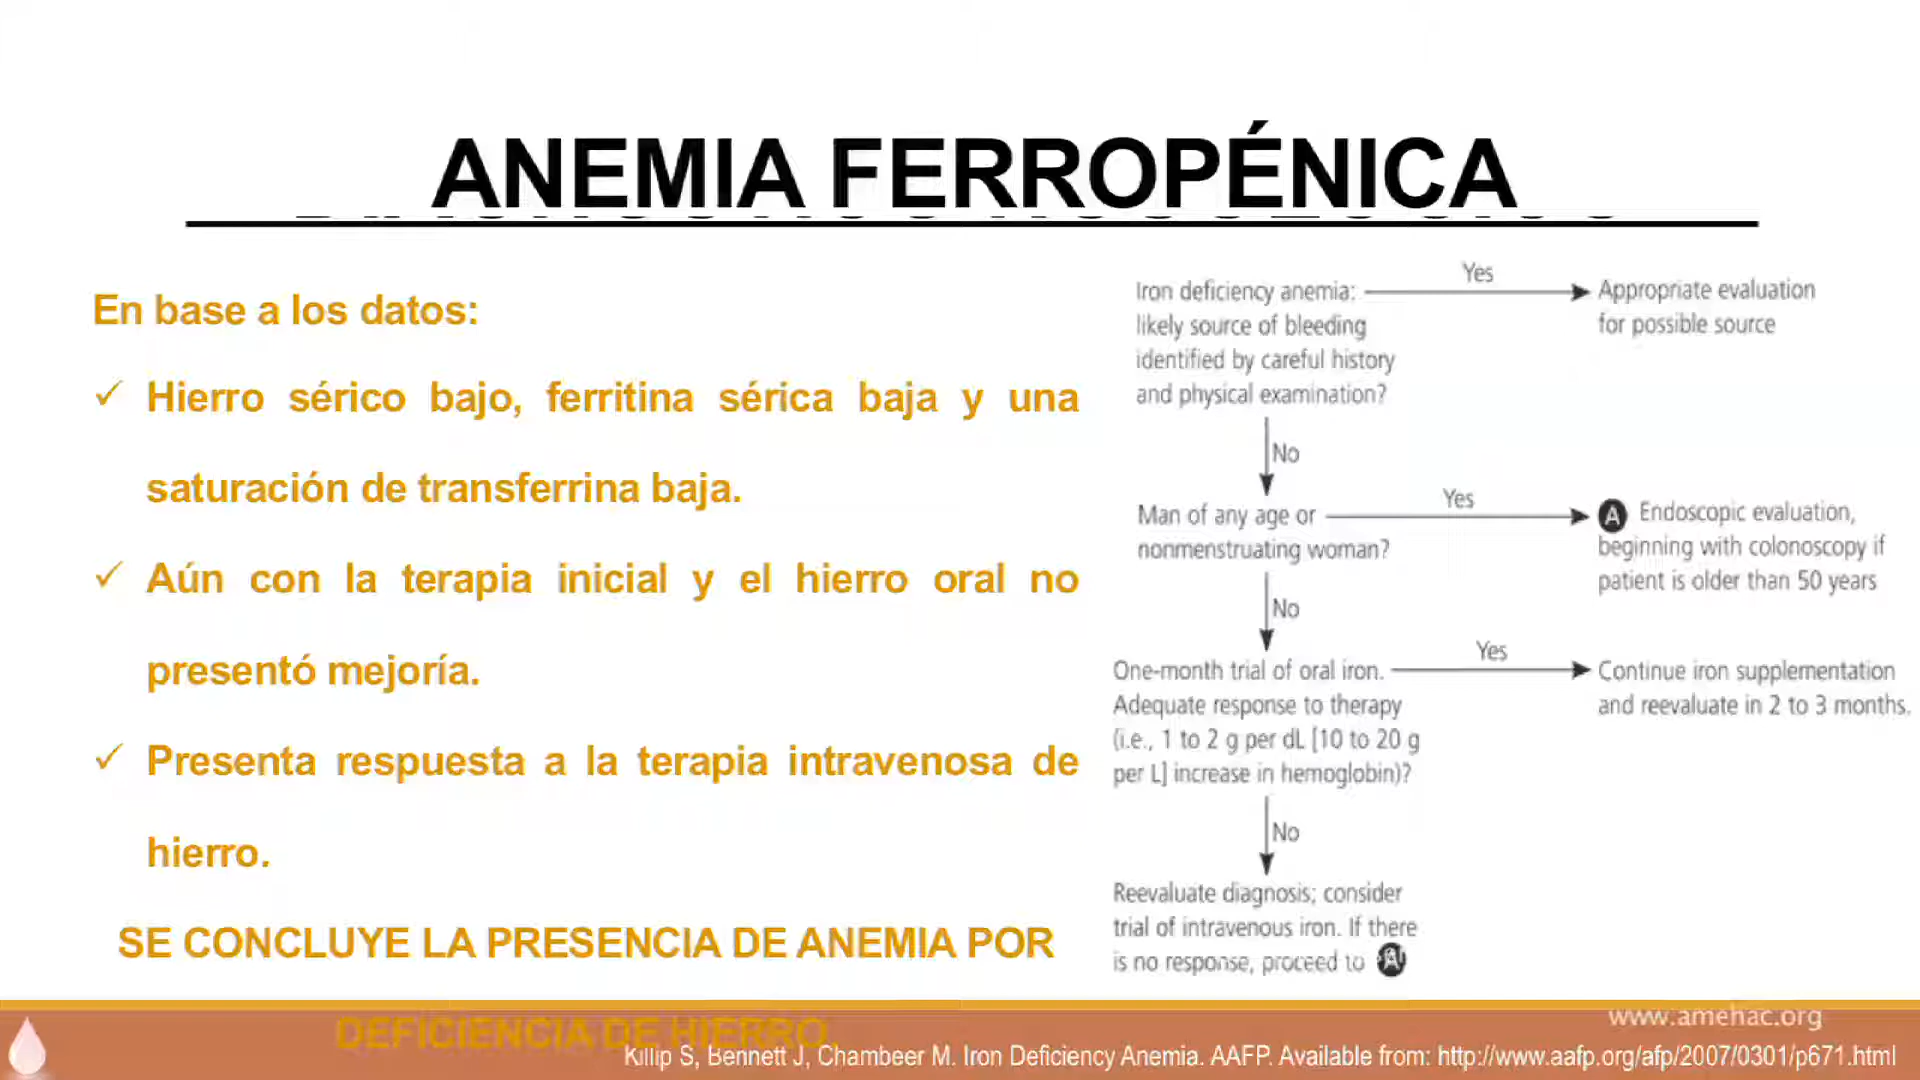 ANEMIA FERROPÉNICA
En base a los datos:
✓ Hierro sérico bajo, ferritina sérica baja y una
saturación de transferrina baja.
✓ Aún con la terapia inicial y el hierro oral no
presentó mejoría.
✓ Presenta respuesta a la terapia intravenosa de
hierro.
SE CONCLUYE LA PRESENCIA DE ANEMIA POR
DEFICIENCIA DE HIERRO.
Iron deficiency anemia:
likely source of bleeding
identified by careful history
and physical examination?
Yes
Appropriate evaluation
for possible source
No
Man of any age or
nonmenstruating woman?
Yes
A Endoscopic evaluation,
beginning with colonoscopy if
patient is older than 50 years
No
One-month trial of oral iron.
Adequate response to therapy
(i.e., 1 to 2 g per dL [10 to 20 g
per L] increase in hemoglobin)?
Yes
Continue iron supplementation
and reevaluate in 2 to 3 months.
No
Reevaluate diagnosis; consider
trial of intravenous iron. If there
is no response, proceed to A
www.amehac.org
Killip S, Bennett J, Chambeer M. Iron Deficiency Anemia. AAFP. Available from: http://www.aafp.org/afp/2007/0301/p671.html